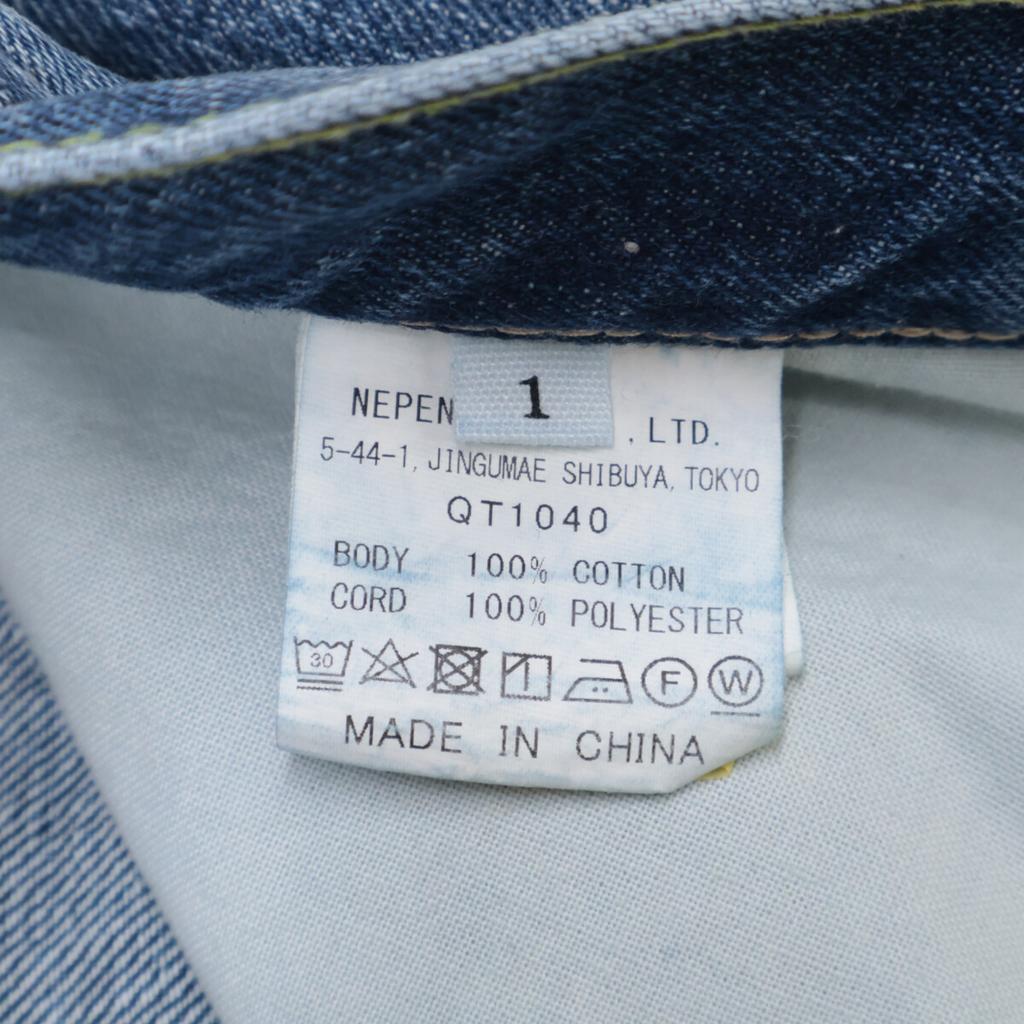 1
NEPEN , LTD.
5-44-1, JINGUMAE SHIBUYA, TOKYO
QT1040
BODY 100% COTTON
CORD 100% POLYESTER
30 F W
MADE IN CHINA